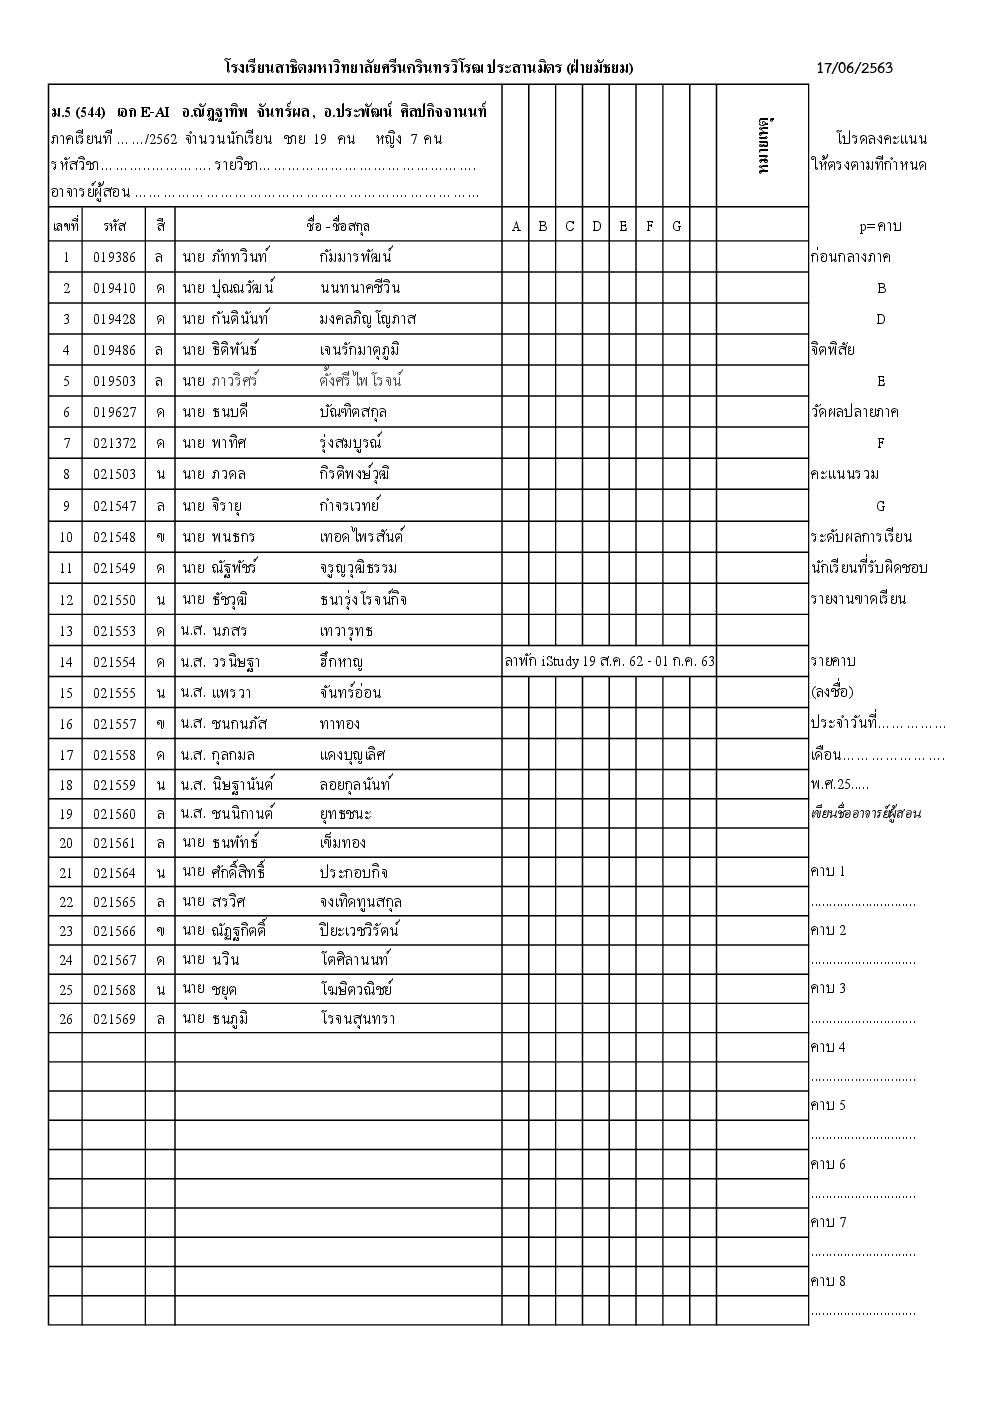 โรงเรียนสาธิตมหาวิทยาลัยศรีนครินทรวิโรฒ ประสานมิตร (ฝ่ายมัธยม) 17/06/2563
ม.5 (544) เอก E-AI อ.ณัฏฐาทิพ จันทร์ผล , อ.ประพัฒน์ ศิลปกิจจานนท์
ภาคเรียนที่ ……/2562 จำนวนนักเรียน ชาย 19 คน หญิง 7 คน โปรดลงคะแนน
รหัสวิชา…………………… รายวิชา……………………………………… ให้ตรงตามที่กำหนด
หมายเหตุ
อาจารย์ผู้สอน ………………………………………………………………
เลขที่ รหัส สี ชื่อ - ชื่อสกุล A B C D E F G p=คาบ
1 019386 ล นาย ภัททวินท์ กัมมารพัฒน์ ก่อนกลางภาค
2 019410 ด นาย ปุณณวัฒน์ นนทนาคชีวิน B
3 019428 ด นาย กันตินันท์ มงคลภิญโญภาส D
4 019486 ล นาย ธิติพันธ์ เจนรักมาตุภูมิ จิตพิสัย
5 019503 ล นาย ภาวริศร์ ตั้งศรีไพโรจน์ E
6 019627 ด นาย ธนบดี บัณฑิตสกุล วัดผลปลายภาค
7 021372 ด นาย พาทิศ รุ่งสมบูรณ์ F
8 021503 น นาย ภวดล กิรติพงษ์วุฒิ คะแนนรวม
9 021547 ล นาย จิรายุ กำจรเวทย์ G
10 021548 ข นาย พนธกร เทอดไพรสันต์ ระดับผลการเรียน
11 021549 ด นาย ณัฐพัชร์ จรูญวุฒิธรรม นักเรียนที่รับผิดชอบ
12 021550 น นาย ธัชวุฒิ ธนารุ่งโรจน์กิจ รายงานขาดเรียน
13 021553 ด น.ส. นภสร เทวารุทธ
14 021554 ด น.ส. วรนิษฐา ฮึกหาญ ลาพัก iStudy 19 ส.ค. 62 - 01 ก.ค. 63 รายคาบ
15 021555 น น.ส. แพรวา จันทร์อ่อน (ลงชื่อ)
16 021557 ข น.ส. ชนกนภัส ทาทอง ประจำวันที่……………
17 021558 ด น.ส. กุลกมล แดงบุญเลิศ เดือน…………………
18 021559 น น.ส. นิษฐานันต์ ลอยกุลนันท์ พ.ศ.25.....
19 021560 ล น.ส. ชนนิกานต์ ยุทธชนะ เขียนชื่ออาจารย์ผู้สอน
20 021561 ล นาย ธนพัทธ์ เข็มทอง
21 021564 น นาย ศักดิ์สิทธิ์ ประกอบกิจ คาบ 1
22 021565 ล นาย สรวิศ จงเทิดทูนสกุล .............................
23 021566 ข นาย ณัฏฐกิตติ์ ปิยะเวชวิรัตน์ คาบ 2
24 021567 ด นาย นวิน โตศิลานนท์ .............................
25 021568 น นาย ชยุต โฆษิตวณิชย์ คาบ 3
26 021569 ล นาย ธนภูมิ โรจนสุนทรา .............................
คาบ 4
.............................
คาบ 5
.............................
คาบ 6
.............................
คาบ 7
.............................
คาบ 8
.............................